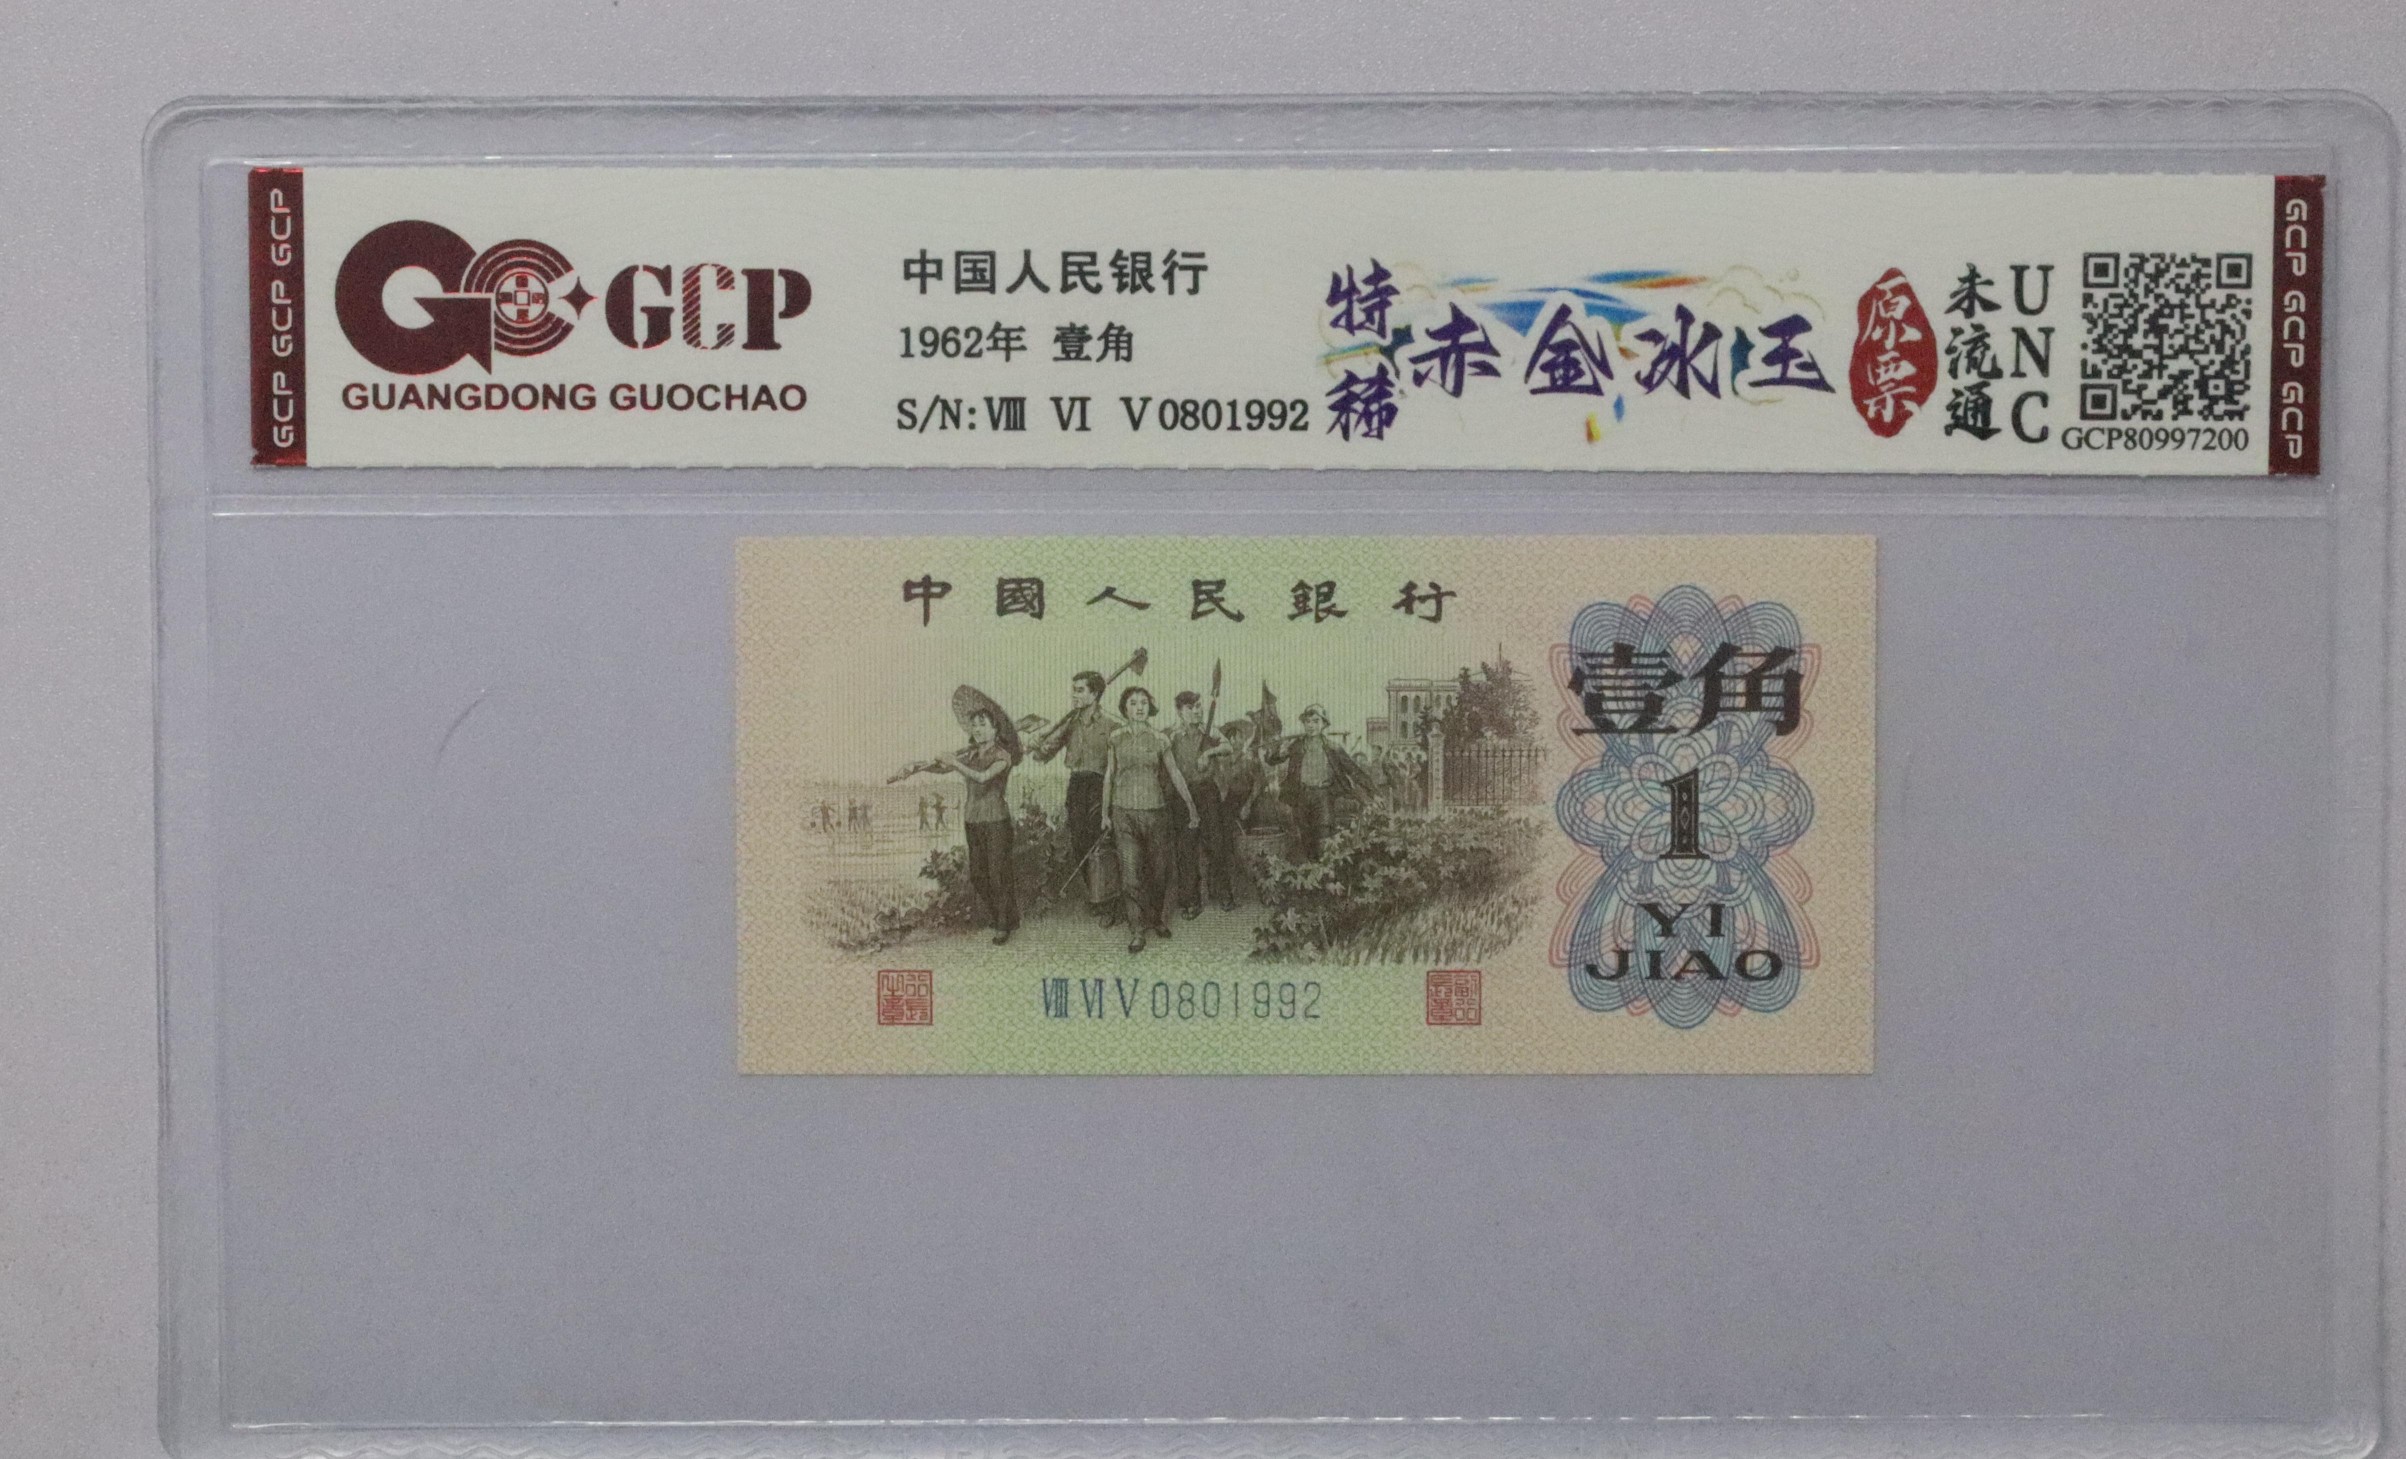 GCP GCP GCP
GCP
GUANGDONG GUOCHAO
中国人民银行
1962年 壹角
S/N:Ⅷ Ⅵ Ⅴ0801992
特稀
赤金冰玉
原票
未流通
UNC
GCP80997200
GCP GCP GCP
中國人民銀行
壹角
1
YI
JIAO
ⅧⅥⅤ0801992